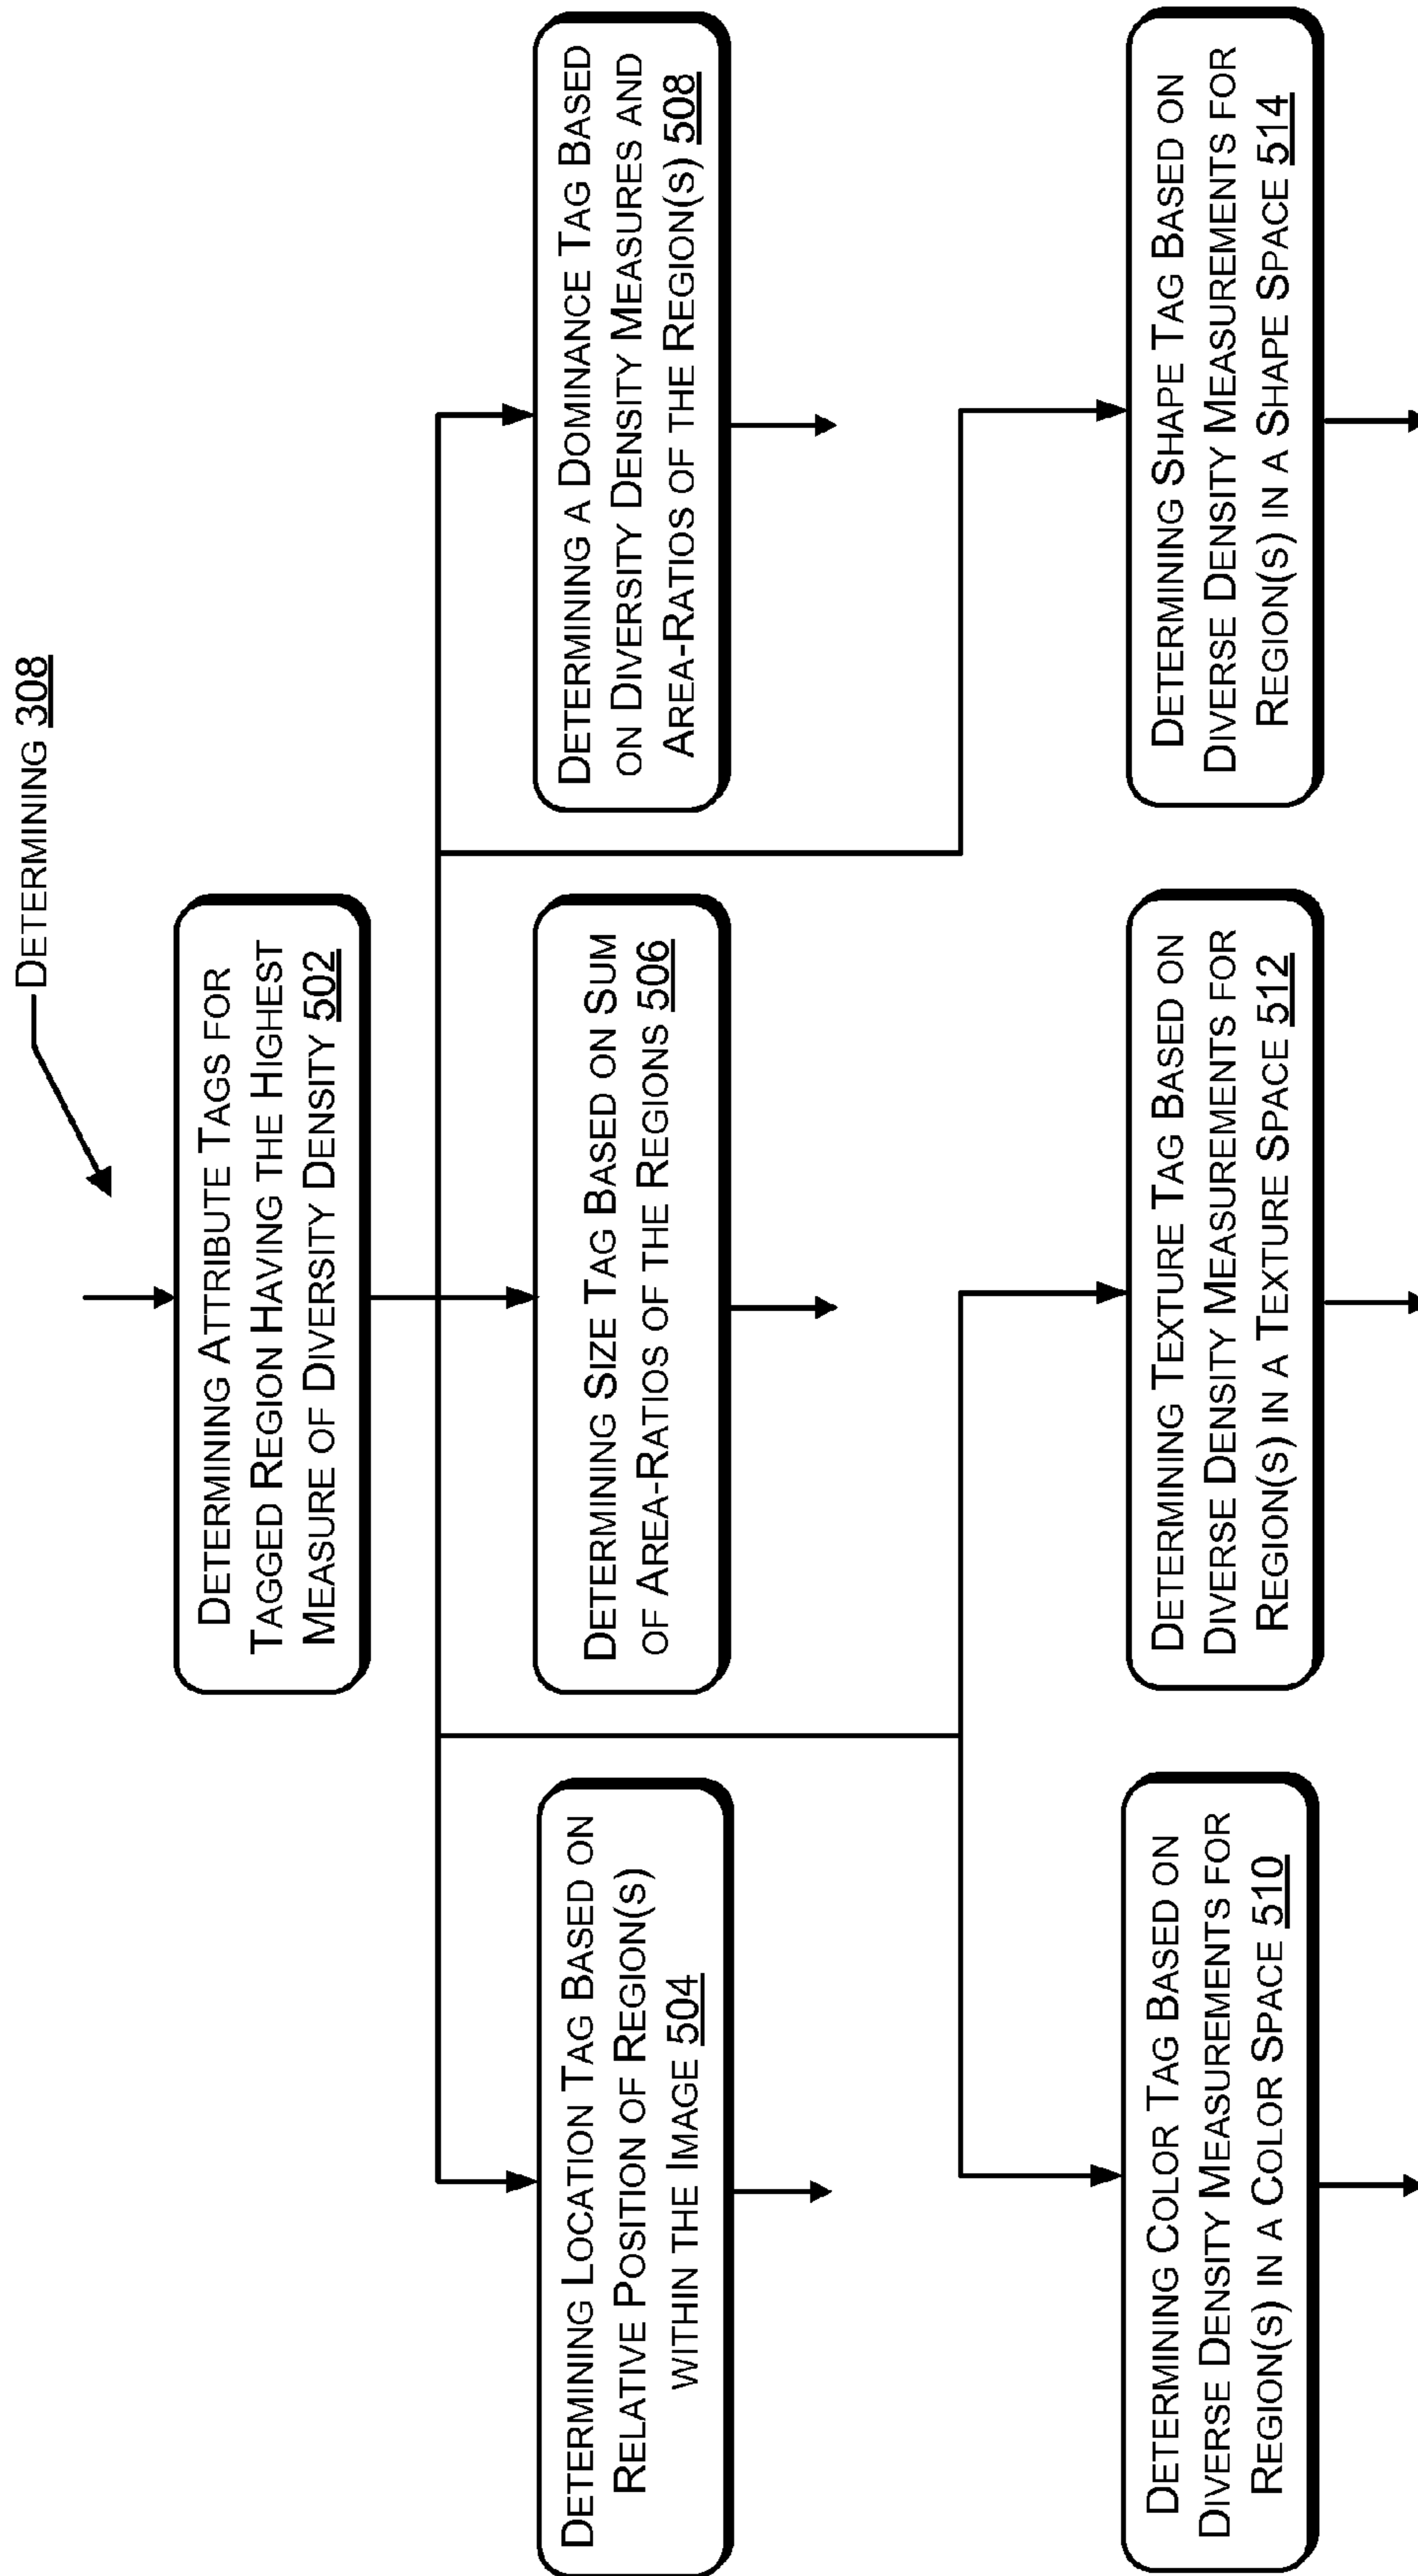 DETERMINING 308
DETERMINING ATTRIBUTE TAGS FOR
TAGGED REGION HAVING THE HIGHEST
MEASURE OF DIVERSITY DENSITY 502
DETERMINING LOCATION TAG BASED ON
RELATIVE POSITION OF REGION(S)
WITHIN THE IMAGE 504
DETERMINING SIZE TAG BASED ON SUM
OF AREA-RATIOS OF THE REGIONS 506
DETERMINING A DOMINANCE TAG BASED
ON DIVERSITY DENSITY MEASURES AND
AREA-RATIOS OF THE REGION(S) 508
DETERMINING COLOR TAG BASED ON
DIVERSE DENSITY MEASUREMENTS FOR
REGION(S) IN A COLOR SPACE 510
DETERMINING TEXTURE TAG BASED ON
DIVERSE DENSITY MEASUREMENTS FOR
REGION(S) IN A TEXTURE SPACE 512
DETERMINING SHAPE TAG BASED ON
DIVERSE DENSITY MEASUREMENTS FOR
REGION(S) IN A SHAPE SPACE 514